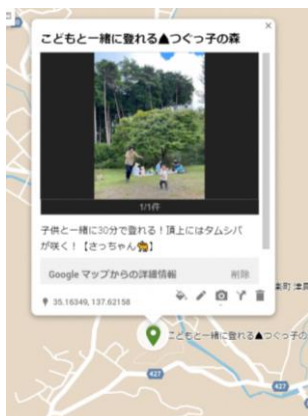 こどもと一緒に登れる▲つぐっ子の森
1/1件
子供と一緒に30分で登れる！頂上にはタムシバ
が咲く！【さっちゃん🙋】
Google マップからの詳細情報 削除
35.16349, 137.62158
こどもと一緒に登れる▲つぐっ子の
427
427
427